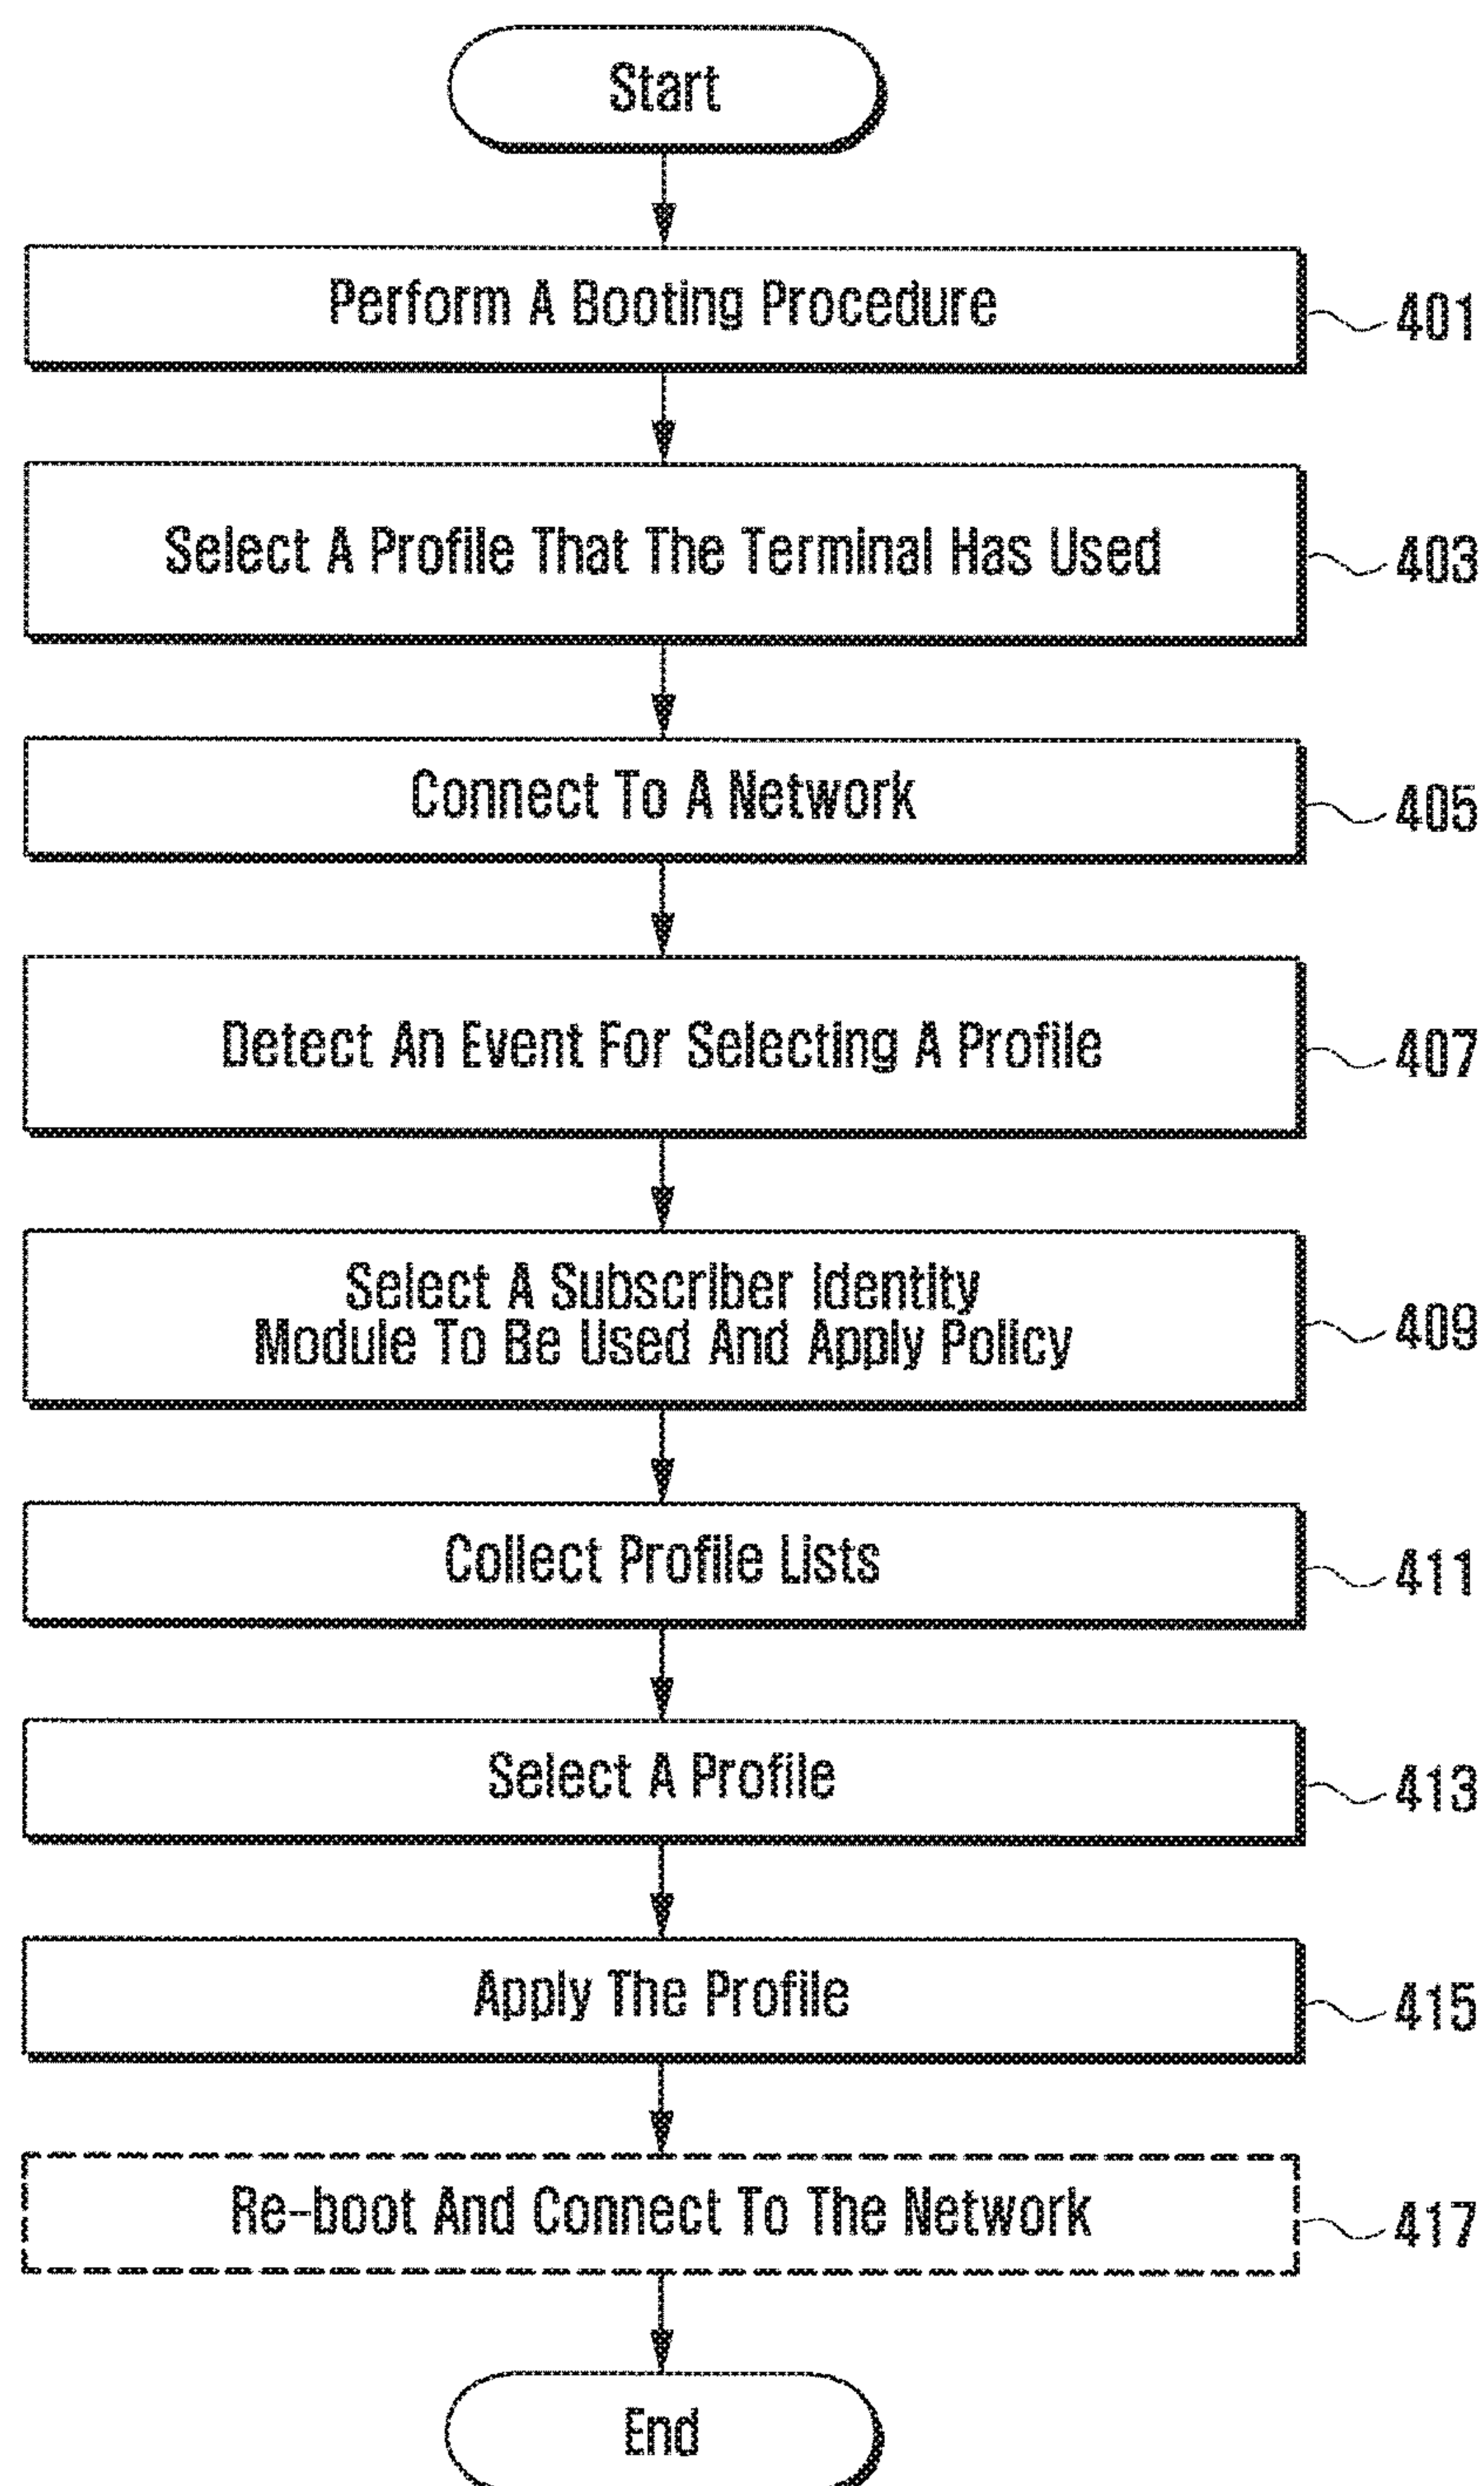 Start
Perform A Booting Procedure
401
Select A Profile That The Terminal Has Used
403
Connect To A Network
405
Detect An Event For Selecting A Profile
407
Select A Subscriber Identity
Module To Be Used And Apply Policy
409
Collect Profile Lists
411
Select A Profile
413
Apply The Profile
415
Re-boot And Connect To The Network
417
End